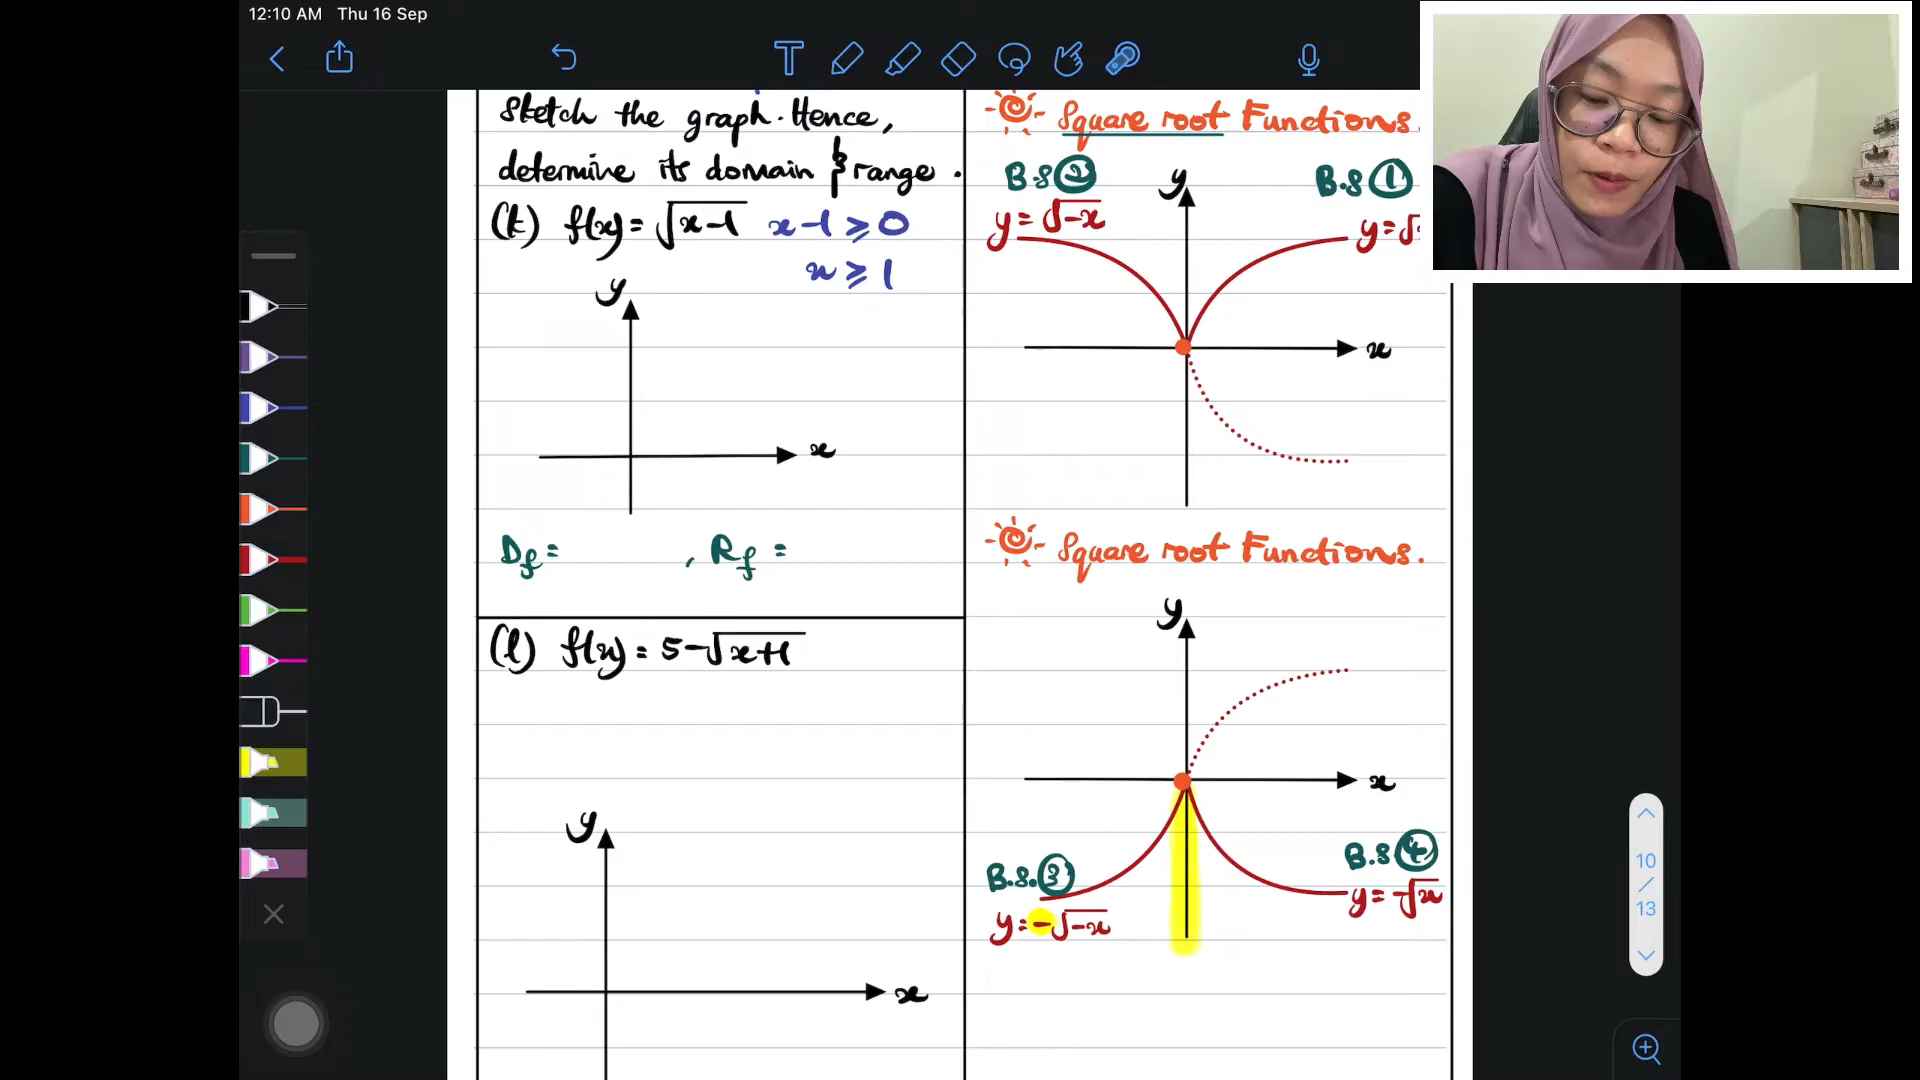 12:10 AM Thu 16 Sep
Sketch the graph. Hence,
determine its domain & range.
(k) f(x) = √x-1 x-1 ≥ 0
x ≥ 1
y
x
Df = , Rf =
(l) f(x) = 5-√x+1
y
x
Square root Functions.
B.S ② y B.S ①
y = √-x y = √
x
Square root Functions.
y
x
B.S. ③ B.S ④
y = -√-x y = -√x
10
/
13